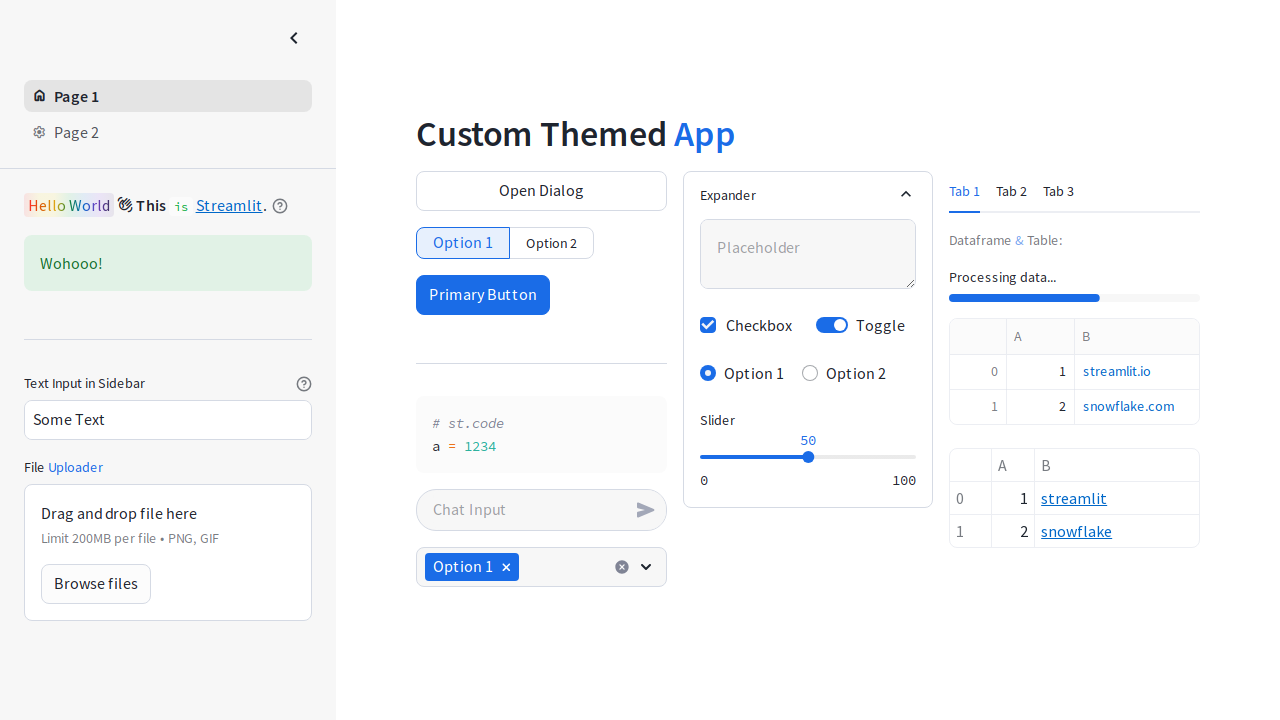 Page 1
Page 2
Hello World 👋 This is Streamlit.
Wohooo!
Text Input in Sidebar
Some Text
File Uploader
Drag and drop file here
Limit 200MB per file • PNG, GIF
Browse files
Custom Themed App
Open Dialog
Option 1 Option 2
Primary Button
# st.code
a = 1234
Chat Input
Option 1
Expander
Placeholder
Checkbox Toggle
Option 1 Option 2
Slider
50
0 100
Tab 1 Tab 2 Tab 3
Dataframe & Table:
Processing data...
A B
0 1 streamlit.io
1 2 snowflake.com
A B
0 1 streamlit
1 2 snowflake